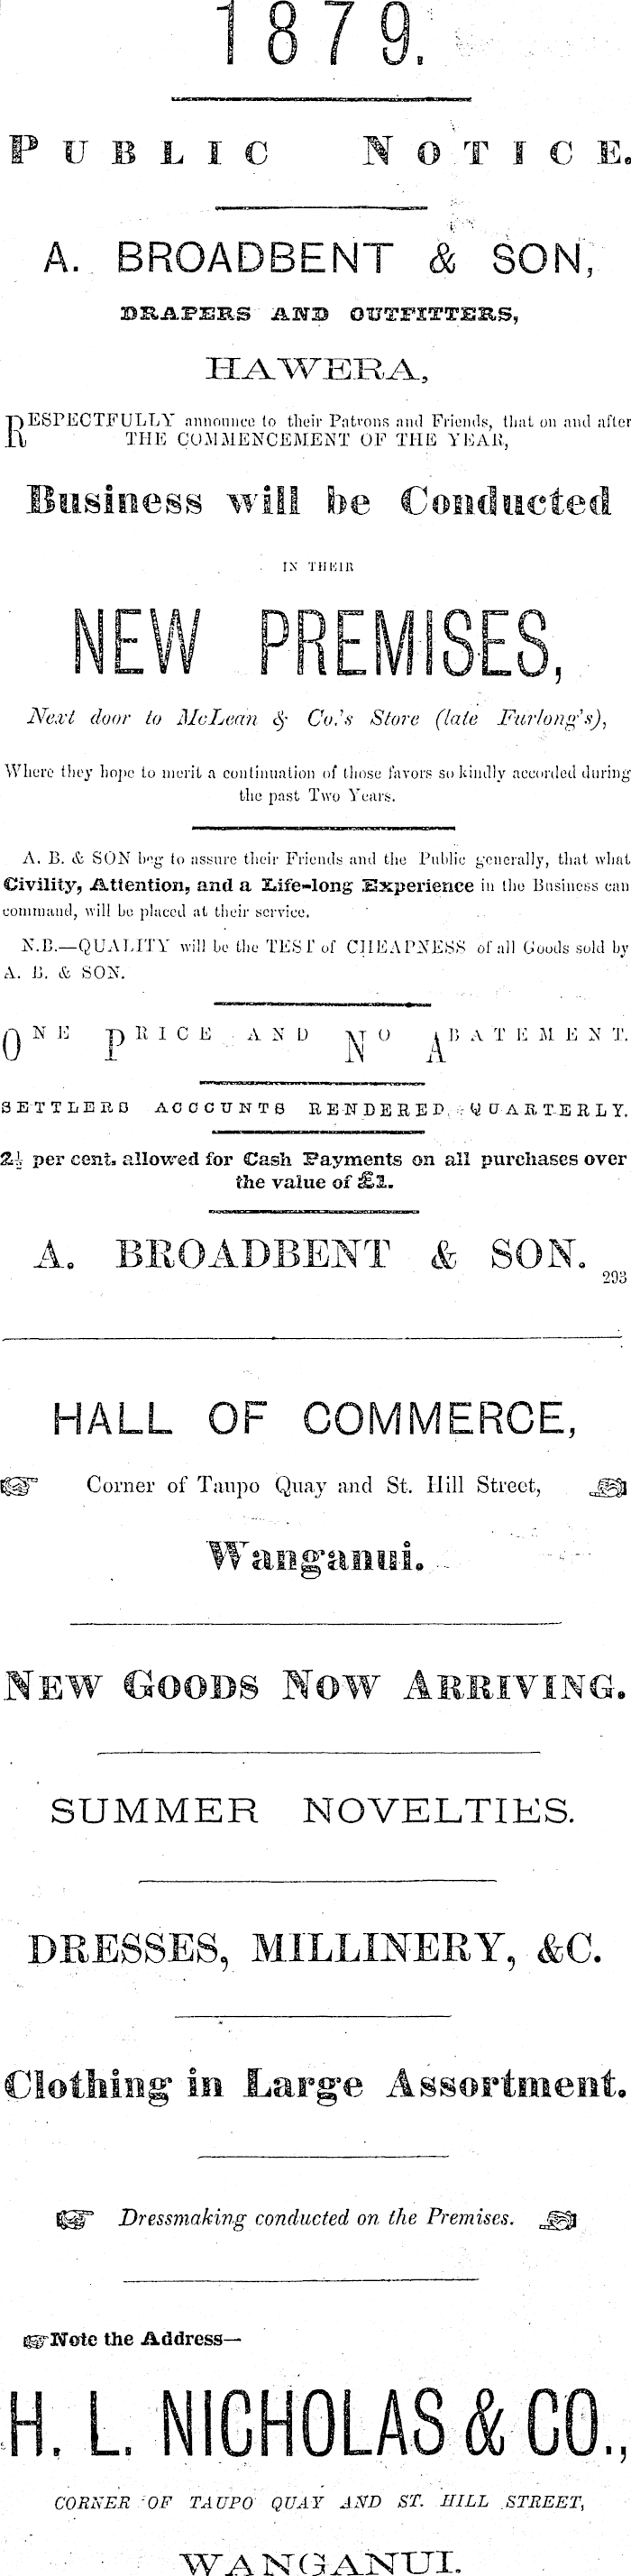 1879.
PUBLIC NOTICE.
A. BROADBENT & SON,
DRAPERS AND OUTFITTERS,
HAWERA,
RESPECTFULLY announce to their Patrons and Friends, that on and after
THE COMMENCEMENT OF THE YEAR,
Business will be Conducted
IN THEIR
NEW PREMISES,
Next door to McLean & Co.'s Store (late Furlong's),
Where they hope to merit a continuation of those favors so kindly accorded during
the past Two Years.
A. B. & SON beg to assure their Friends and the Public generally, that what
Civility, Attention, and a Life-long Experience in the Business can
command, will be placed at their service.
N.B.—QUALITY will be the TEST of CHEAPNESS of all Goods sold by
A. B. & SON.
ONE PRICE AND NO ABATEMENT.
SETTLERS ACCOUNTS RENDERED QUARTERLY.
2½ per cent. allowed for Cash Payments on all purchases over
the value of £1.
A. BROADBENT & SON.
293
HALL OF COMMERCE,
☞ Corner of Taupo Quay and St. Hill Street, ☜
Wanganui.
NEW GOODS NOW ARRIVING.
SUMMER NOVELTIES.
DRESSES, MILLINERY, &C.
Clothing in Large Assortment.
☞ Dressmaking conducted on the Premises. ☜
☞ Note the Address—
H. L. NICHOLAS & CO.,
CORNER OF TAUPO QUAY AND ST. HILL STREET,
WANGANUI.